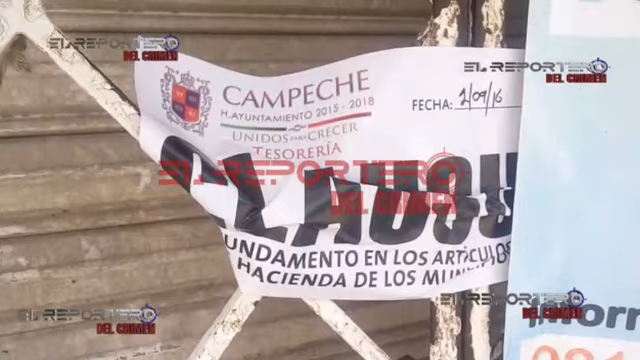 EL REPORTERO
DEL CRIMEN
EL REPORTERO
DEL CRIMEN
CAMPECHE
H. AYUNTAMIENTO 2015 - 2018
UNIDOS PARA CRECER
TESORERÍA
FECHA: 2/09/16
EL REPORTERO
DEL CRIMEN
CLAUSU
UNDAMENTO EN LOS ARTÍCULOS
HACIENDA DE LOS MUNI
EL REPORTERO
DEL CRIMEN
EL REPORTERO
DEL CRIMEN